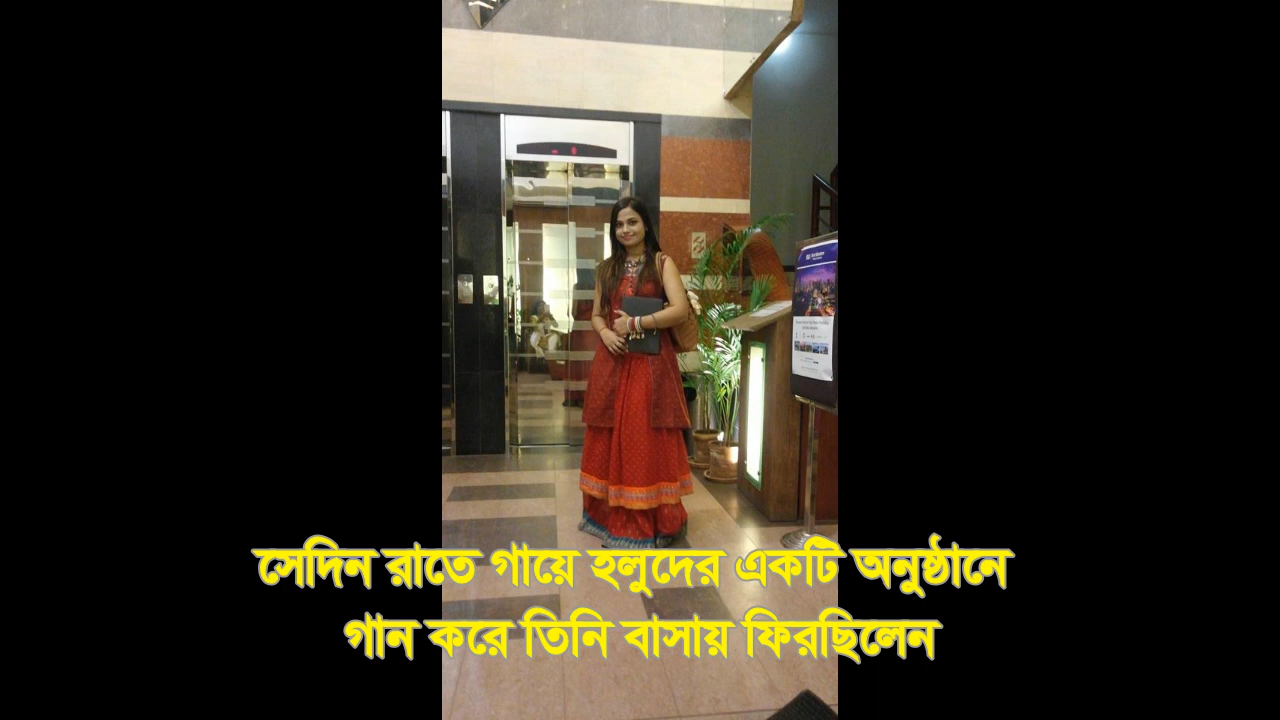 সেদিন রাতে গায়ে হলুদের একটি অনুষ্ঠানে
গান করে তিনি বাসায় ফিরছিলেন